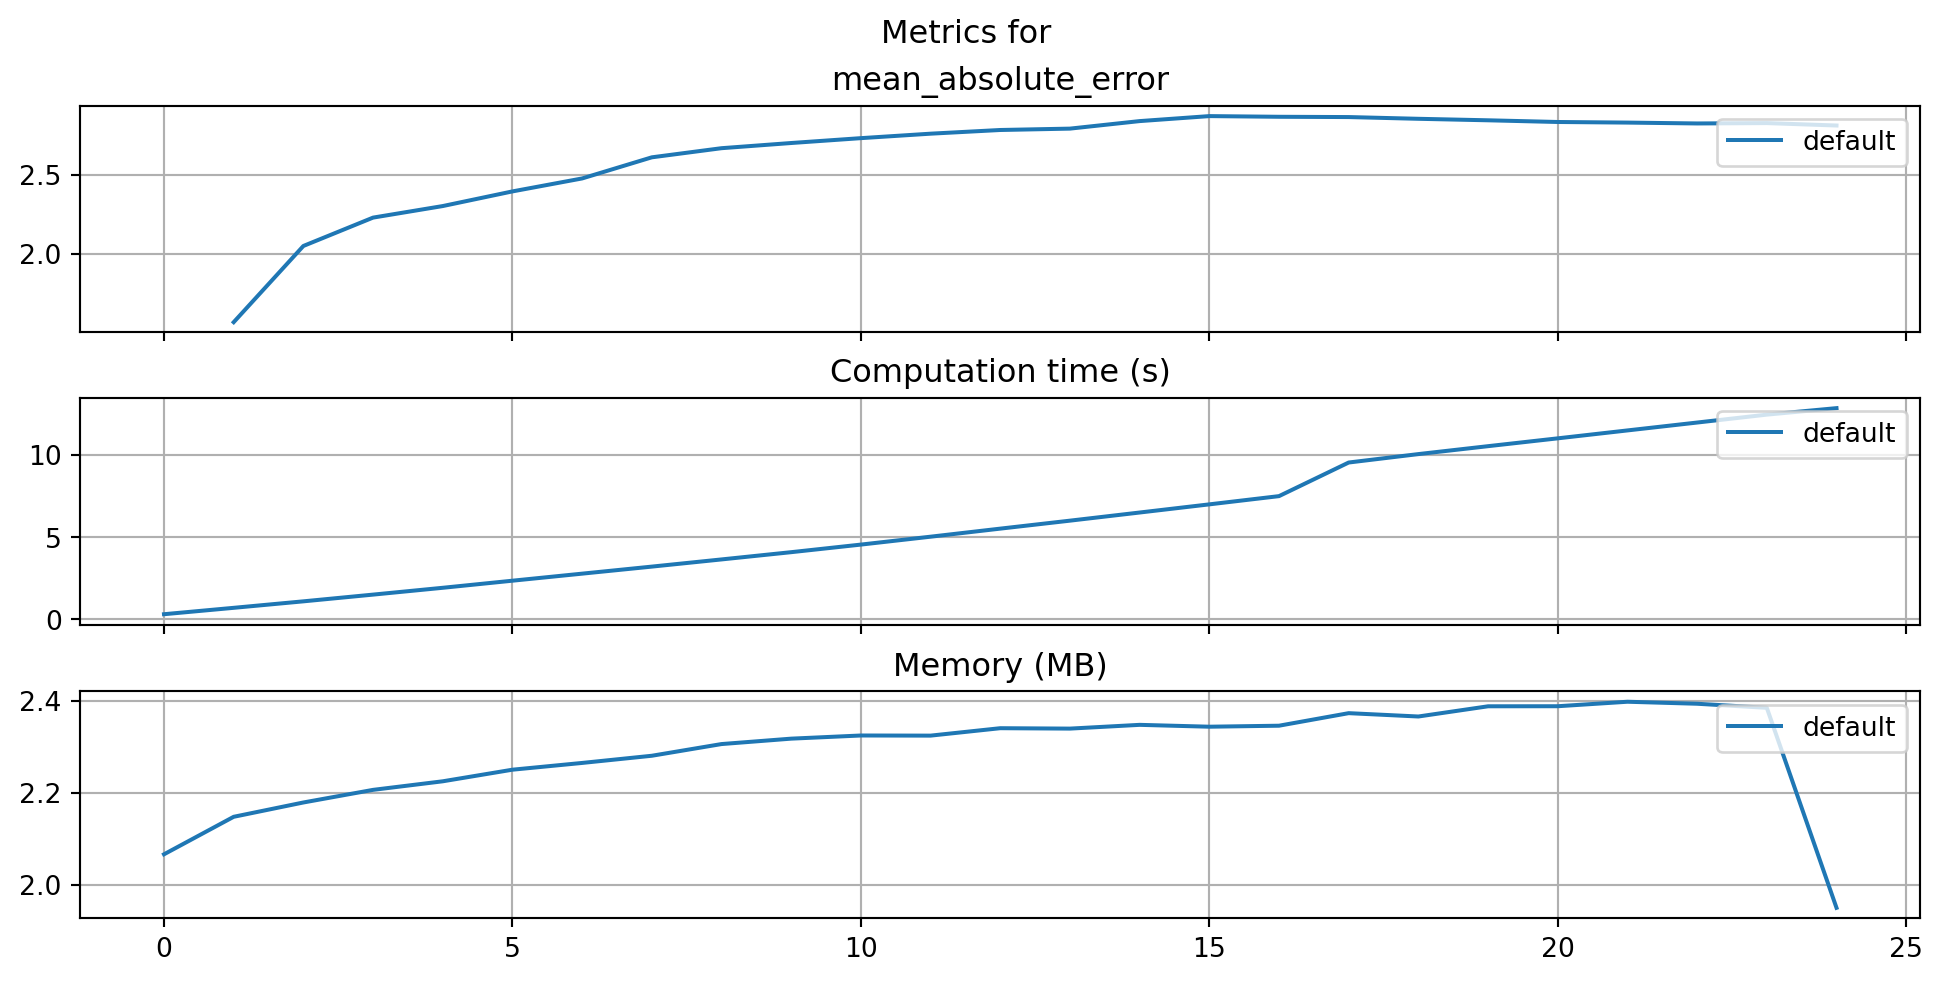 Metrics for
mean_absolute_error
2.5
2.0
default
Computation time (s)
10
5
0
default
Memory (MB)
2.4
2.2
2.0
default
0 5 10 15 20 25